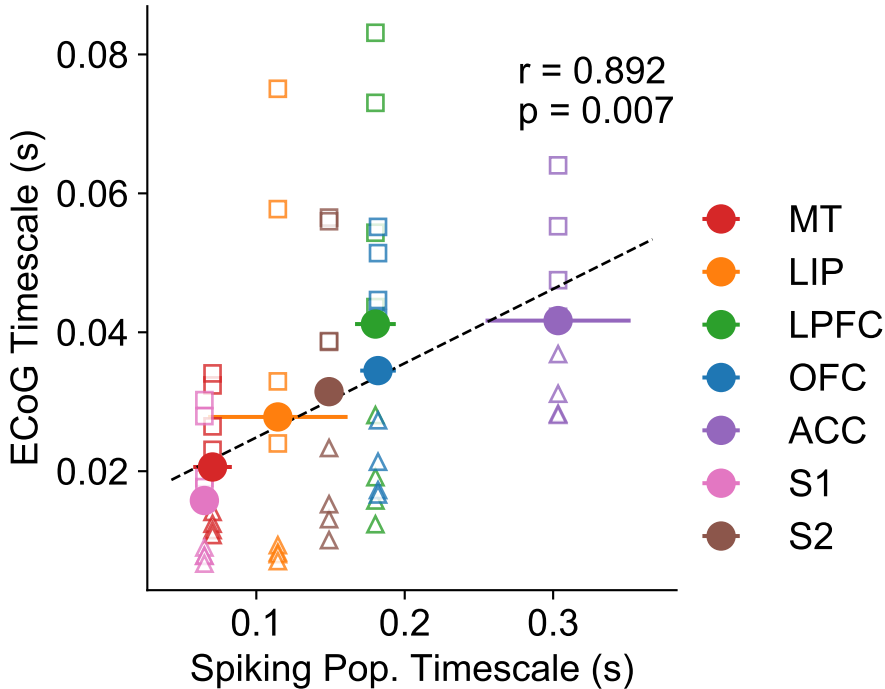 r = 0.892
p = 0.007
ECoG Timescale (s)
0.08
0.06
0.04
0.02
0.1 0.2 0.3
Spiking Pop. Timescale (s)
MT
LIP
LPFC
OFC
ACC
S1
S2